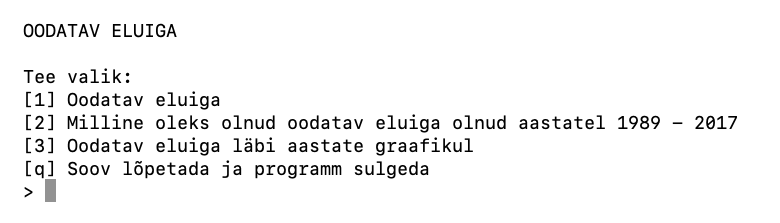 OODATAV ELUIGA
Tee valik:
[1] Oodatav eluiga
[2] Milline oleks olnud oodatav eluiga olnud aastatel 1989 - 2017
[3] Oodatav eluiga läbi aastate graafikul
[q] Soov lõpetada ja programm sulgeda
>